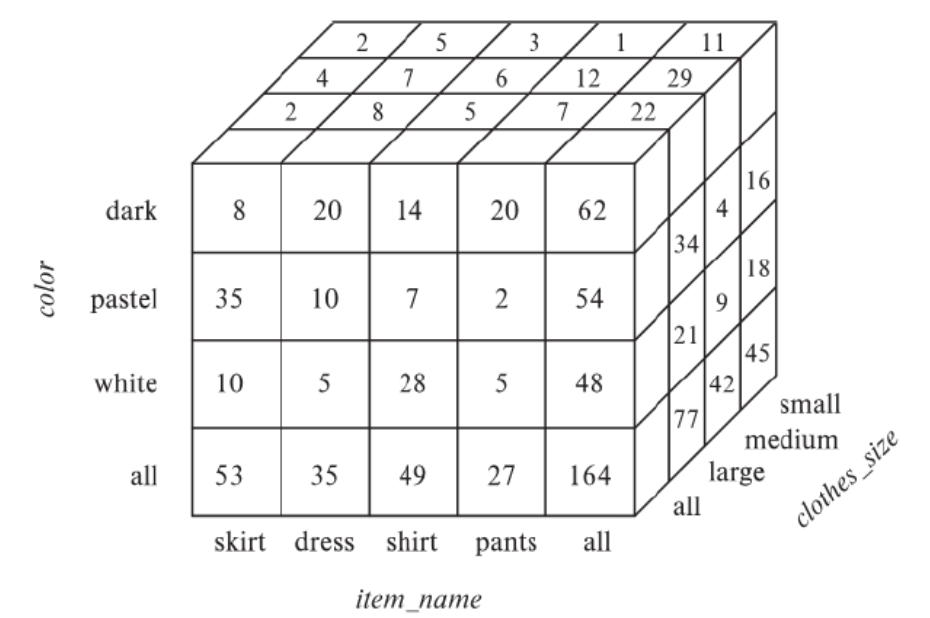 2 5 3 1 11
4 7 6 12 29
2 8 5 7 22
dark 8 20 14 20 62
pastel 35 10 7 2 54
white 10 5 28 5 48
all 53 35 49 27 164
34 4 16
21 9 18
77 42 45
skirt dress shirt pants all
all
large
medium
small
color
item_name
clothes_size